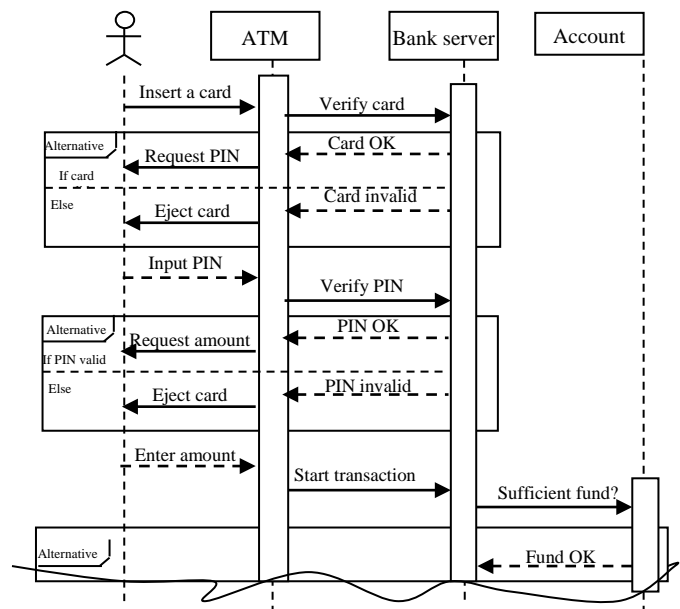 ATM
Bank server
Account
Insert a card
Verify card
Alternative
Card OK
Request PIN
If card
Card invalid
Else
Eject card
Input PIN
Verify PIN
Alternative
PIN OK
Request amount
If PIN valid
PIN invalid
Else
Eject card
Enter amount
Start transaction
Sufficient fund?
Alternative
Fund OK